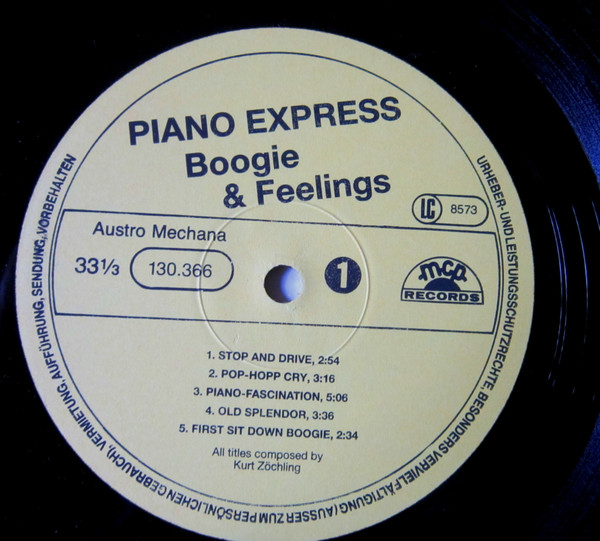 PIANO EXPRESS
Boogie
& Feelings
LC 8573
Austro Mechana
33 1/3
130.366
1
mcp
RECORDS
1. STOP AND DRIVE, 2:54
2. POP-HOPP CRY, 3:16
3. PIANO-FASCINATION, 5:06
4. OLD SPLENDOR, 3:36
5. FIRST SIT DOWN BOOGIE, 2:34
All titles composed by
Kurt Zöchling
URHEBER- UND LEISTUNGSSCHUTZRECHTE, BESONDERS VERVIELFÄLTIGUNG (AUSSER ZUM PERSÖNLICHEN GEBRAUCH), VERMIETUNG, AUFFÜHRUNG, SENDUNG, VORBEHALTEN